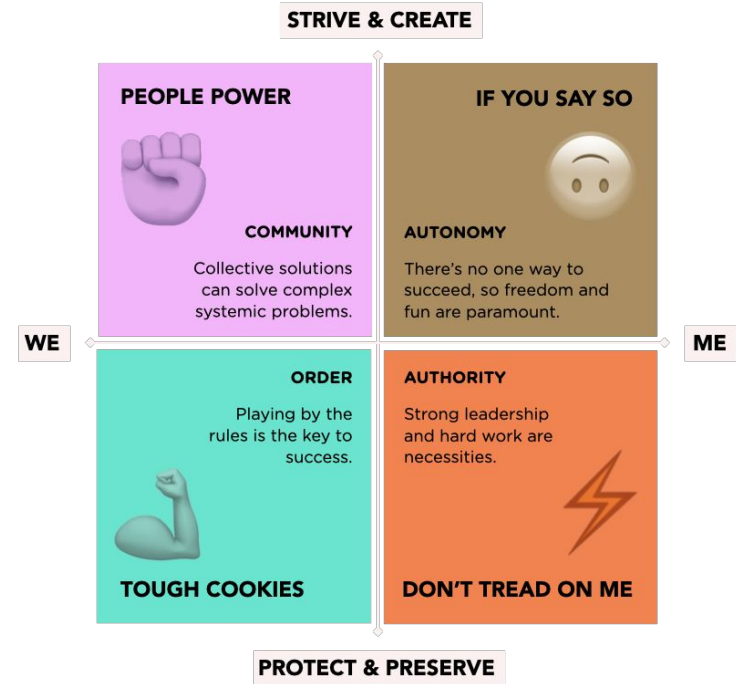 STRIVE & CREATE
PEOPLE POWER
COMMUNITY
Collective solutions
can solve complex
systemic problems.
IF YOU SAY SO
AUTONOMY
There’s no one way to
succeed, so freedom and
fun are paramount.
WE
ME
ORDER
Playing by the
rules is the key to
success.
TOUGH COOKIES
AUTHORITY
Strong leadership
and hard work are
necessities.
DON’T TREAD ON ME
PROTECT & PRESERVE